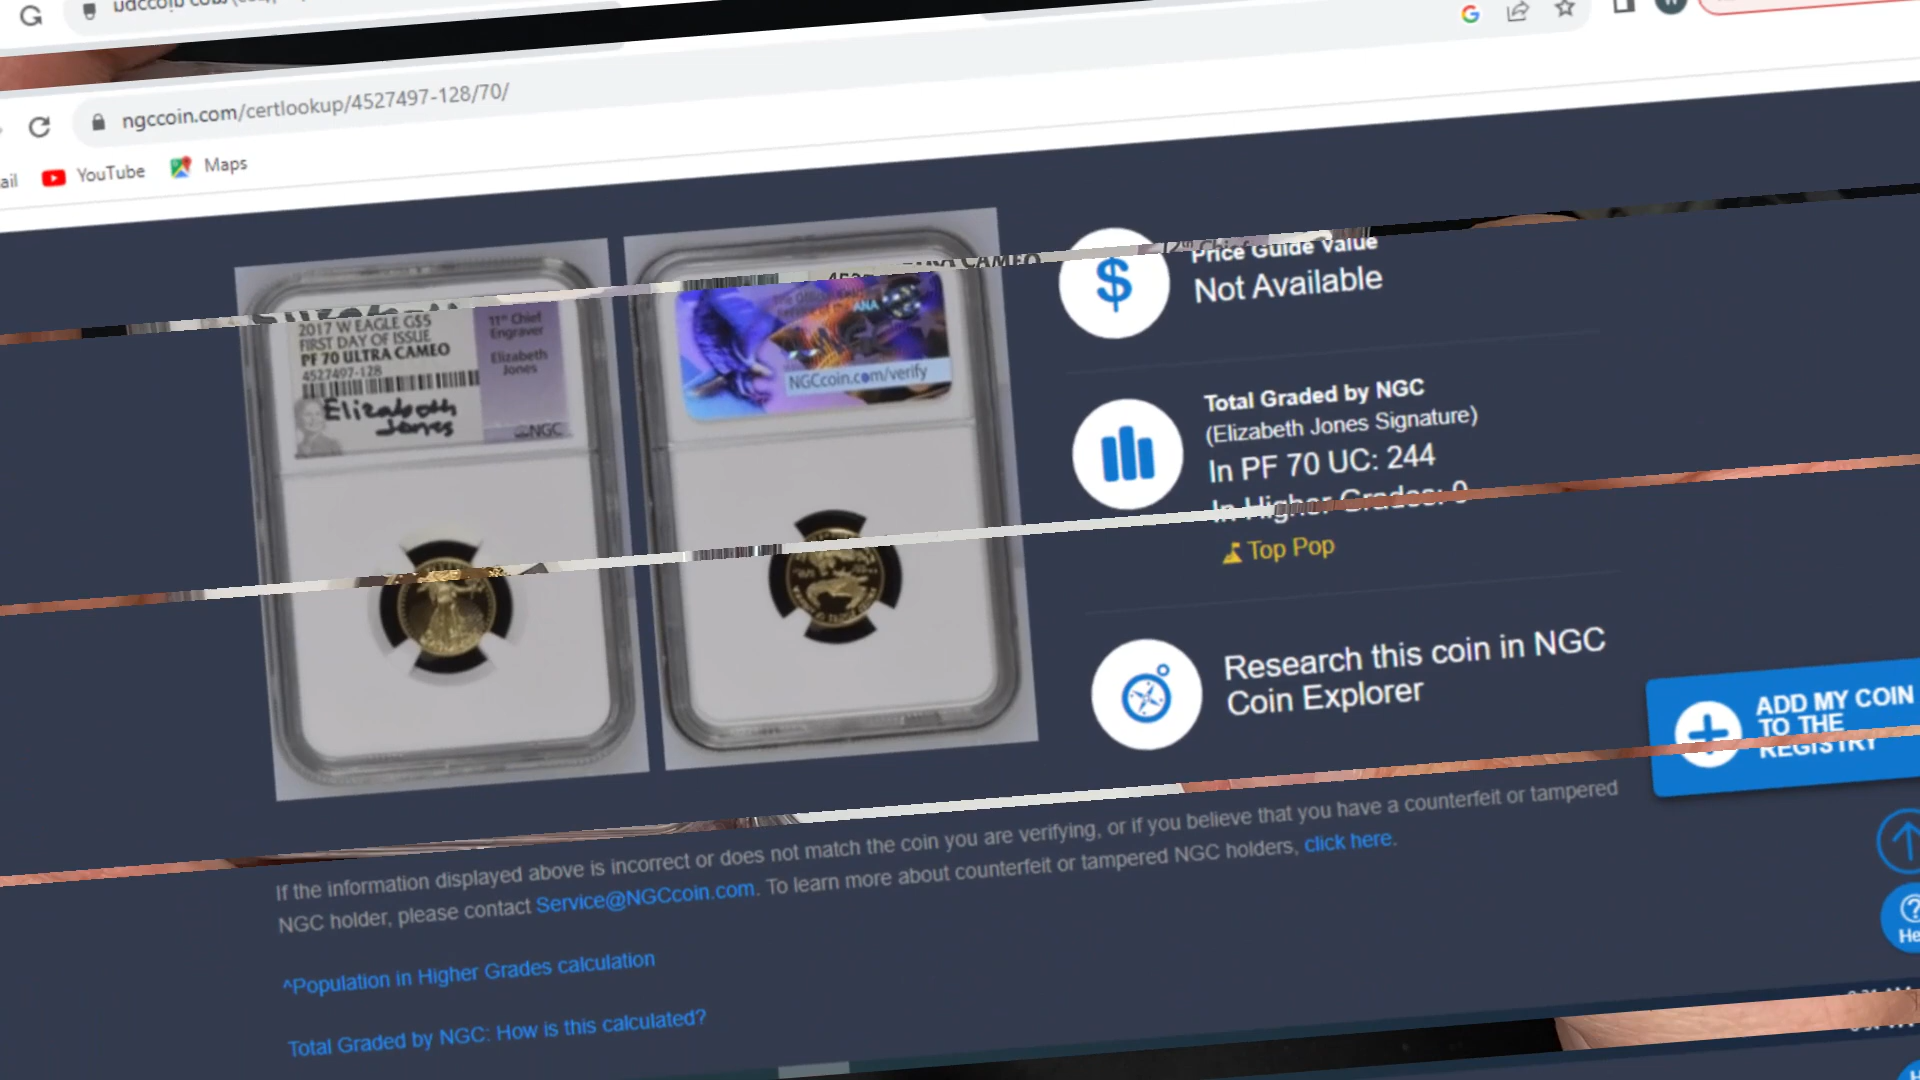 ngccoin.com/certlookup/4527497-128/70/
YouTube
Maps
2017 W EAGLE G$5
FIRST DAY OF ISSUE
PF 70 ULTRA CAMEO
4527497-128
Elizabeth
Jones
11th Chief
Engraver
Elizabeth
Jones
NGC
ANA
NGCcoin.com/verify
Price Guide Value
Not Available
Total Graded by NGC
(Elizabeth Jones Signature)
In PF 70 UC: 244
In Higher Grades: 0
Top Pop
Research this coin in NGC
Coin Explorer
ADD MY COIN
TO THE
REGISTRY
If the information displayed above is incorrect or does not match the coin you are verifying, or if you believe that you have a counterfeit or tampered
NGC holder, please contact Service@NGCcoin.com. To learn more about counterfeit or tampered NGC holders, click here.
^Population in Higher Grades calculation
Total Graded by NGC: How is this calculated?